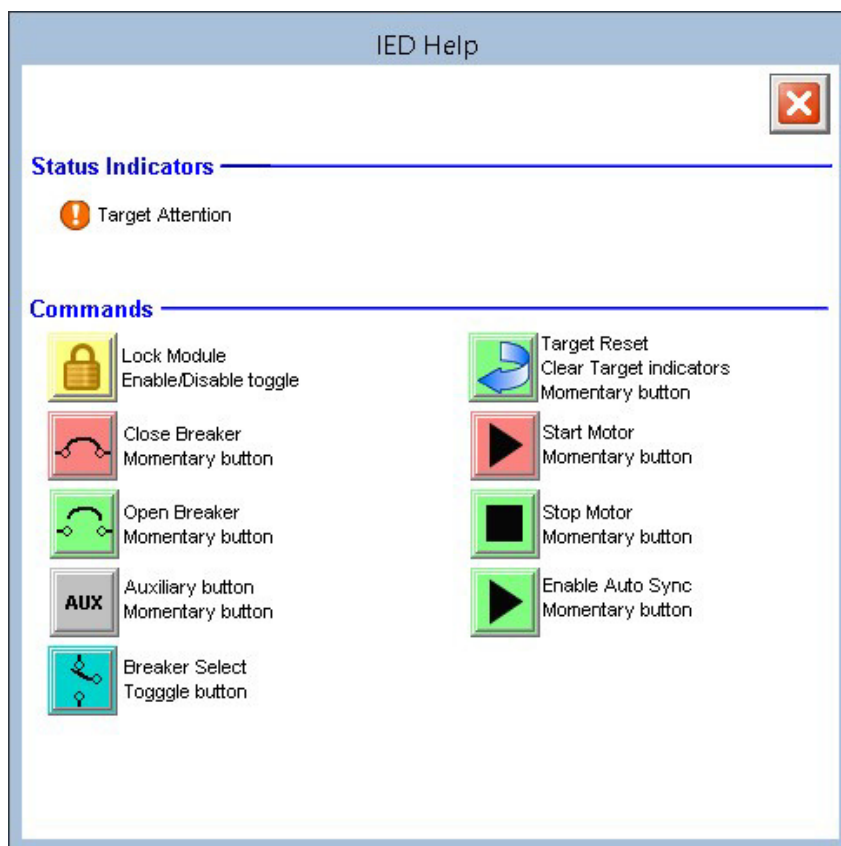 IED Help
Status Indicators
Target Attention
Commands
Lock Module
Enable/Disable toggle
Close Breaker
Momentary button
Open Breaker
Momentary button
AUX
Auxiliary button
Momentary button
Breaker Select
Togggle button
Target Reset
Clear Target indicators
Momentary button
Start Motor
Momentary button
Stop Motor
Momentary button
Enable Auto Sync
Momentary button